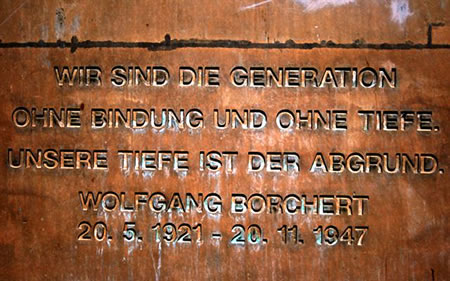 WIR SIND DIE GENERATION
OHNE BINDUNG UND OHNE TIEFE.
UNSERE TIEFE IST DER ABGRUND.
WOLFGANG BORCHERT
20. 5. 1921 - 20. 11. 1947